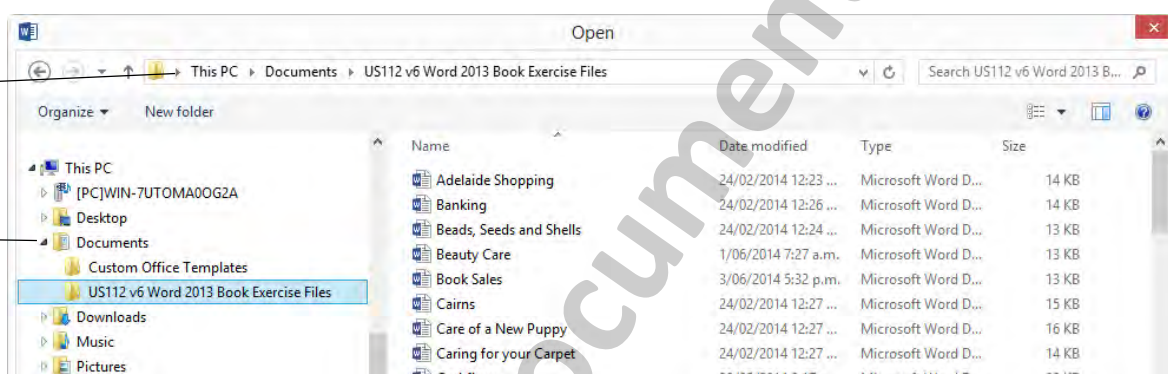 Open
This PC ▸ Documents ▸ US112 v6 Word 2013 Book Exercise Files
Search US112 v6 Word 2013 B...
Organize New folder
Name Date modified Type Size
This PC
[PC]WIN-7UTOMA0OG2A
Desktop
Documents
Custom Office Templates
US112 v6 Word 2013 Book Exercise Files
Downloads
Music
Pictures
Adelaide Shopping 24/02/2014 12:23 ... Microsoft Word D... 14 KB
Banking 24/02/2014 12:26 ... Microsoft Word D... 14 KB
Beads, Seeds and Shells 24/02/2014 12:24 ... Microsoft Word D... 13 KB
Beauty Care 1/06/2014 7:27 a.m. Microsoft Word D... 13 KB
Book Sales 3/06/2014 5:32 p.m. Microsoft Word D... 13 KB
Cairns 24/02/2014 12:27 ... Microsoft Word D... 15 KB
Care of a New Puppy 24/02/2014 12:27 ... Microsoft Word D... 16 KB
Caring for your Carpet 24/02/2014 12:27 ... Microsoft Word D... 14 KB
ocument